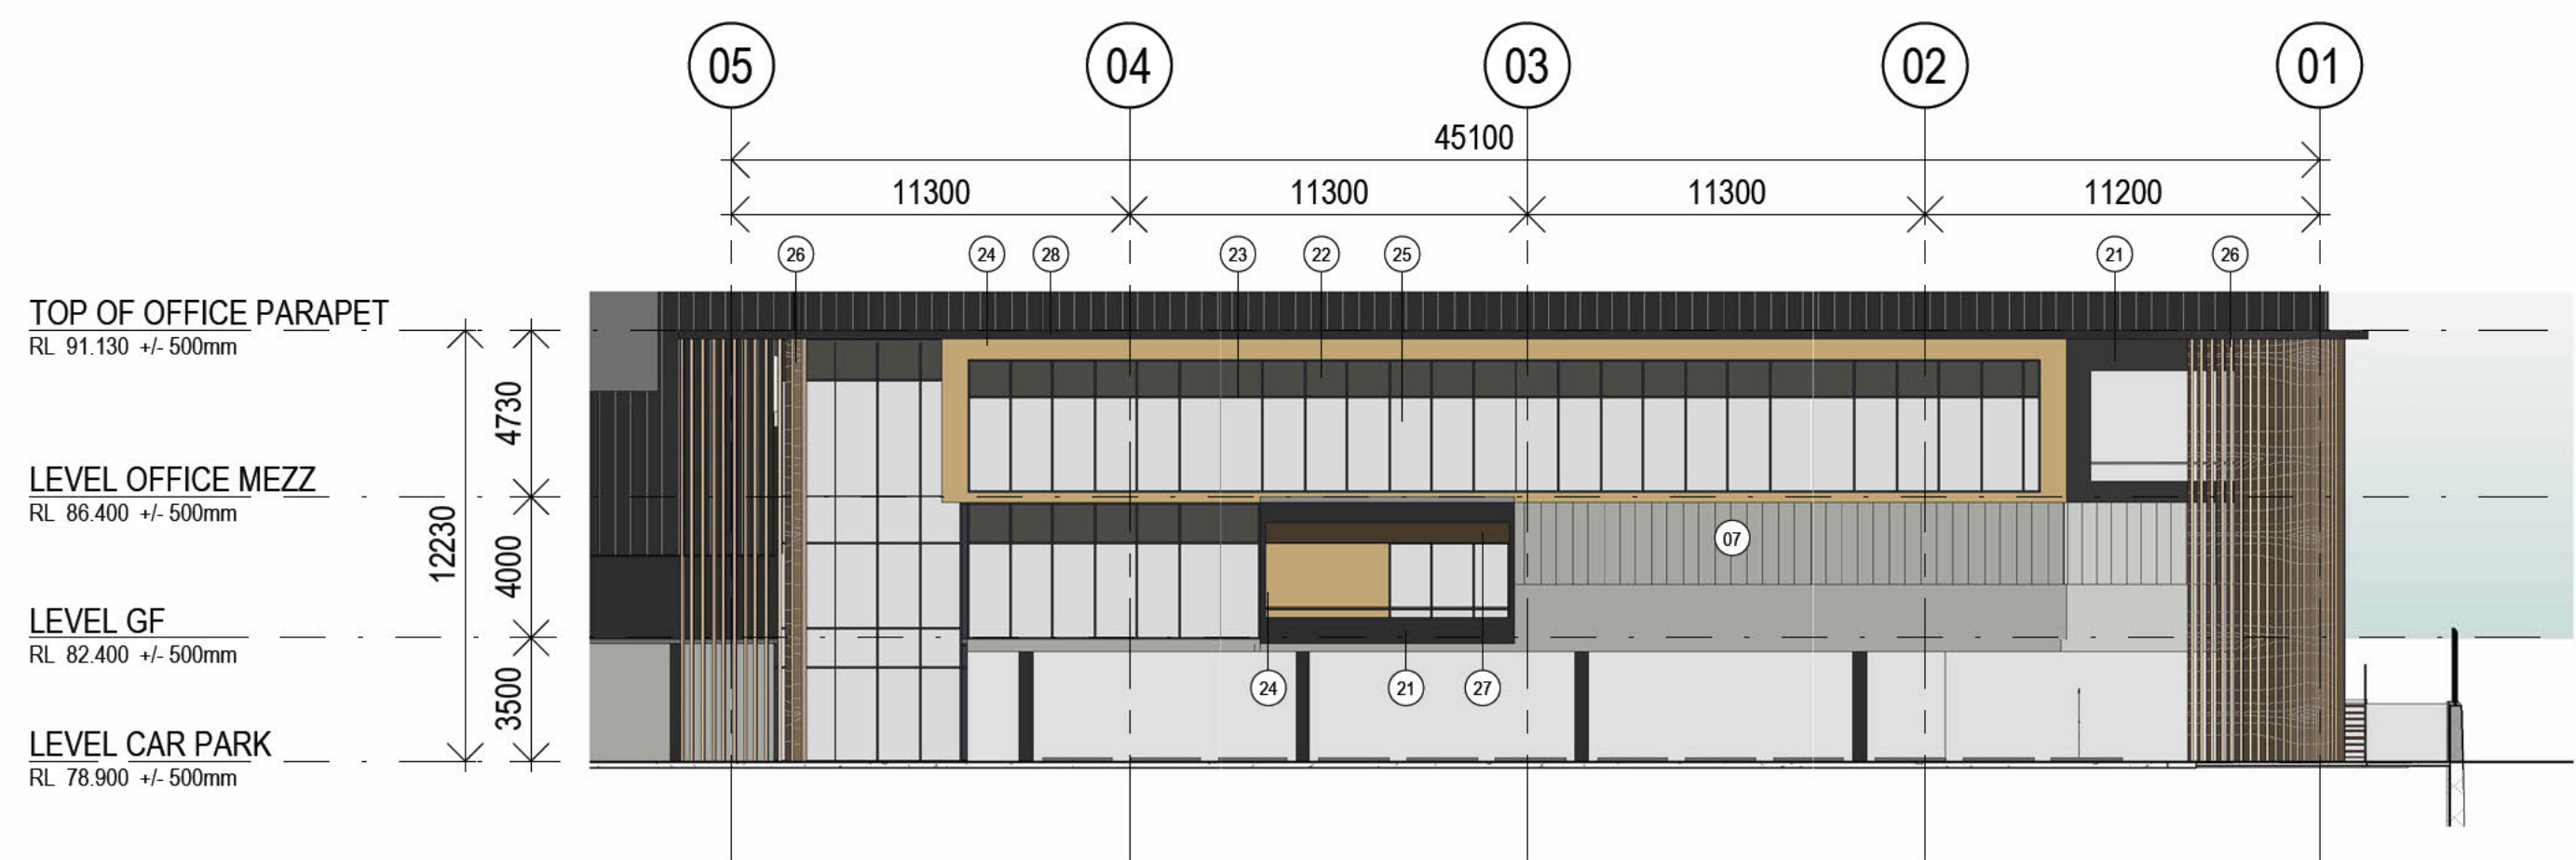 05 04 03 02 01
45100
11300 11300 11300 11200
26 24 28 23 22 25 21 26
TOP OF OFFICE PARAPET
RL 91.130 +/- 500mm
4730
LEVEL OFFICE MEZZ
RL 86.400 +/- 500mm
12230
4000
07
LEVEL GF
RL 82.400 +/- 500mm
24 21 27
3500
LEVEL CAR PARK
RL 78.900 +/- 500mm